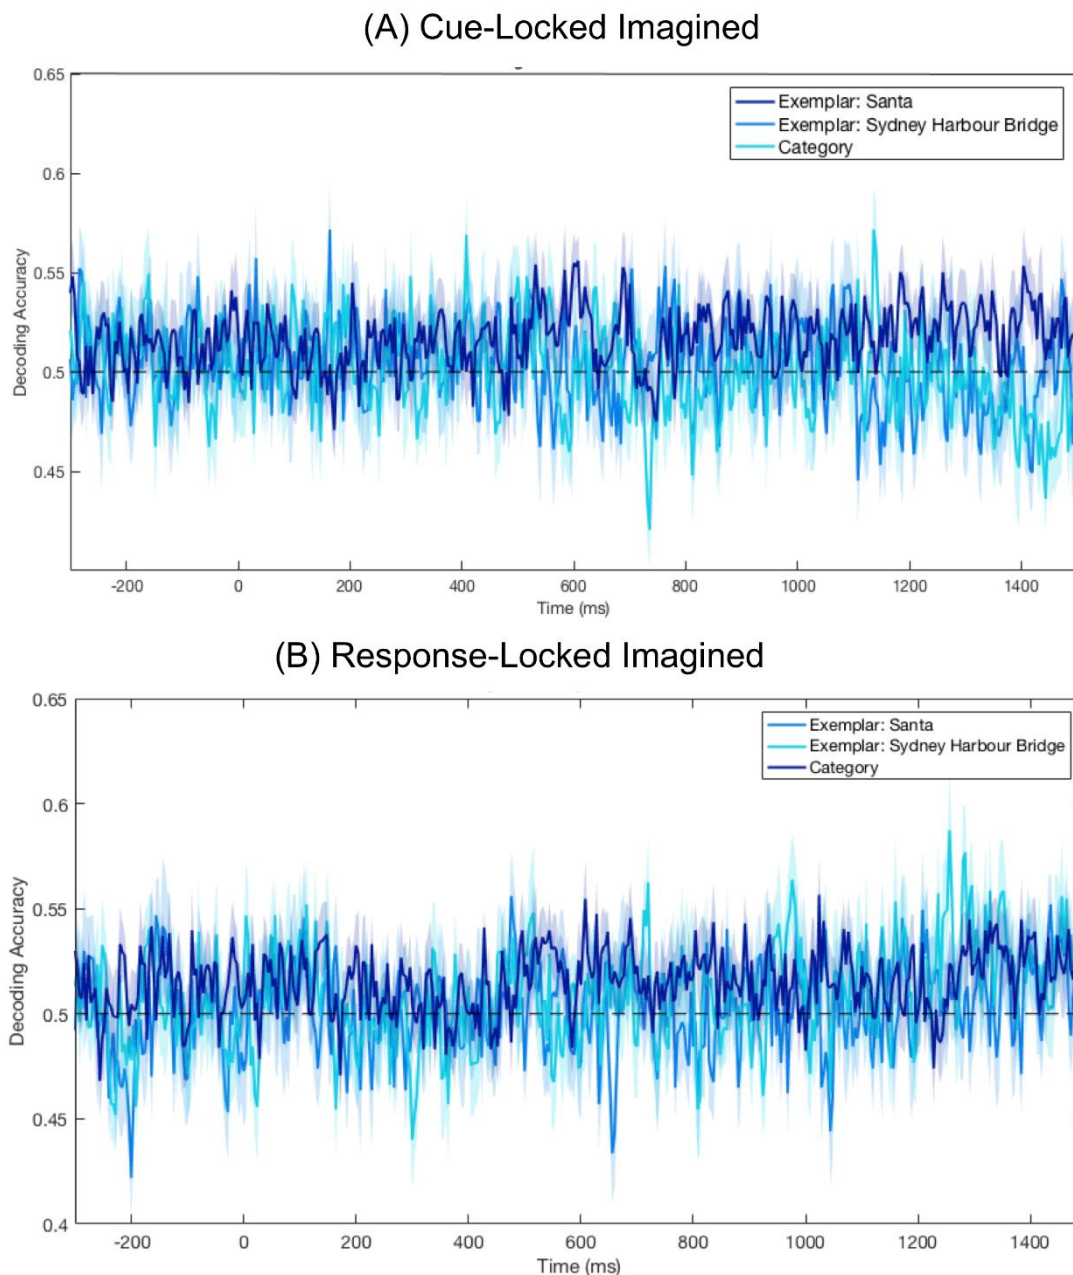 (A) Cue-Locked Imagined
0.65
Exemplar: Santa
Exemplar: Sydney Harbour Bridge
Category
0.6
0.55
Decoding Accuracy
0.5
0.45
-200 0 200 400 600 800 1000 1200 1400
Time (ms)
(B) Response-Locked Imagined
0.65
Exemplar: Santa
Exemplar: Sydney Harbour Bridge
Category
0.6
0.55
Decoding Accuracy
0.5
0.45
0.4
-200 0 200 400 600 800 1000 1200 1400
Time (ms)